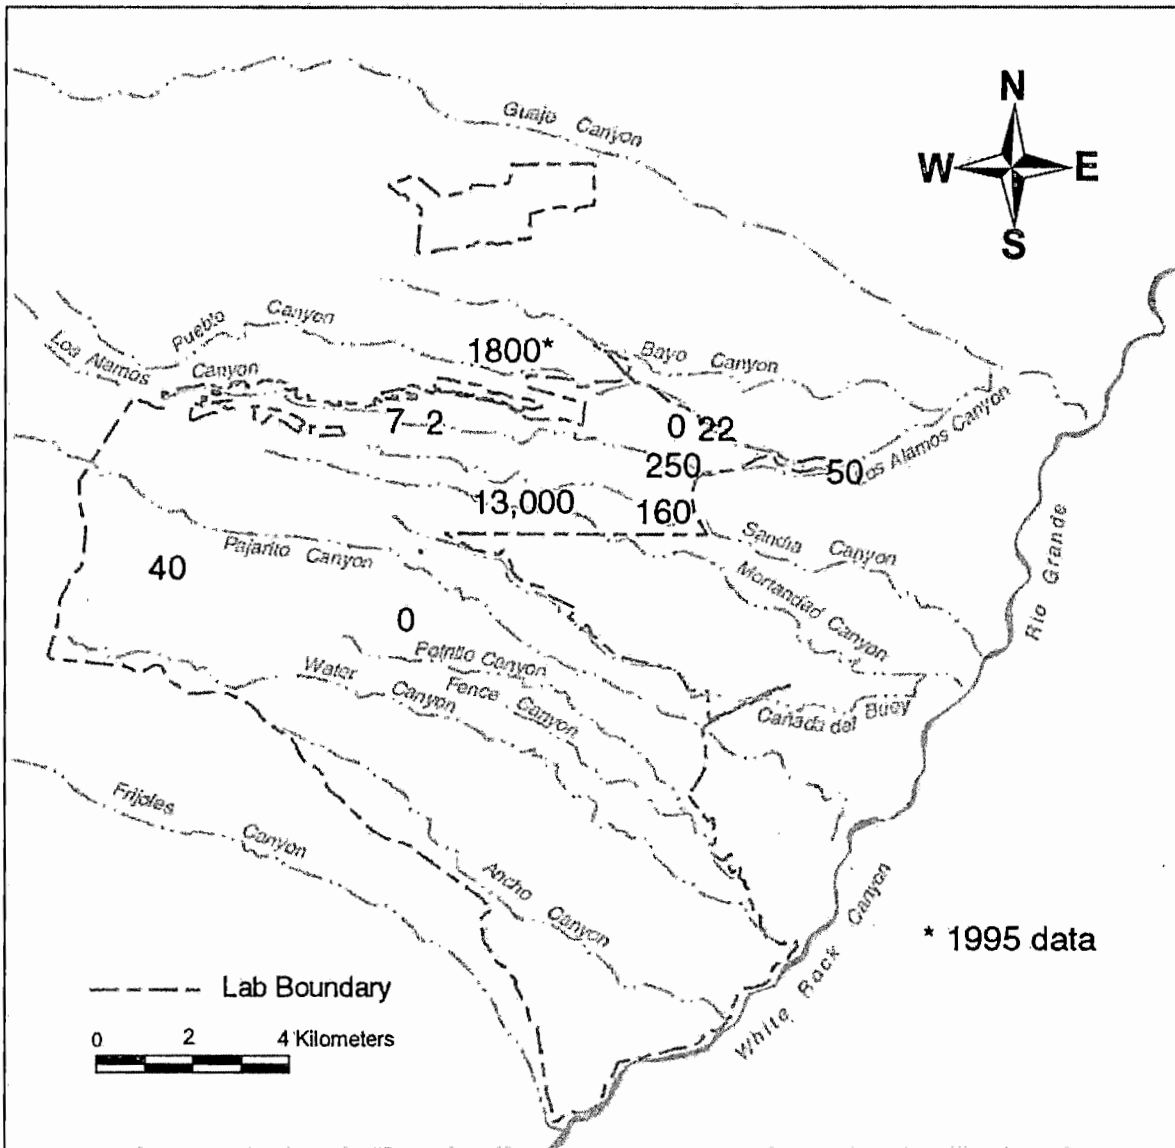 N
W E
S
Guaje Canyon
Pueblo Canyon
Los Alamos Canyon
1800*
Bayo Canyon
7 2
0 22
Los Alamos Canyon
250
50
13,000
160
Sandia Canyon
Pajarito Canyon
40
Mortandad Canyon
Rio Grande
0
Potrillo Canyon
Water Canyon
Fence Canyon
Cañada del Buey
Frijoles Canyon
Ancho Canyon
White Rock Canyon
* 1995 data
Lab Boundary
0 2 4 Kilometers